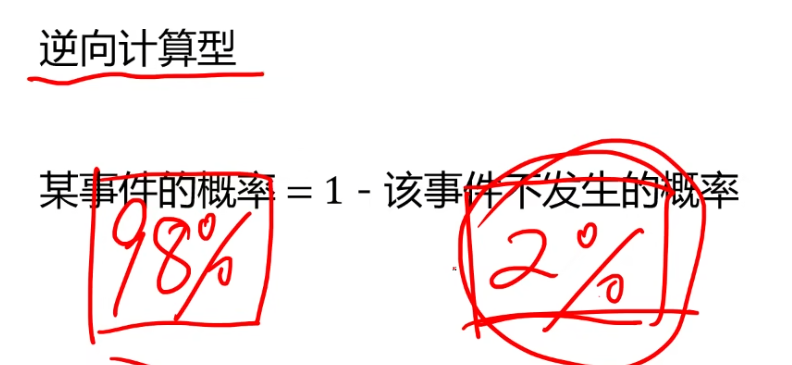 逆向计算型
某事件的概率 = 1 - 该事件不发生的概率
98% 2%